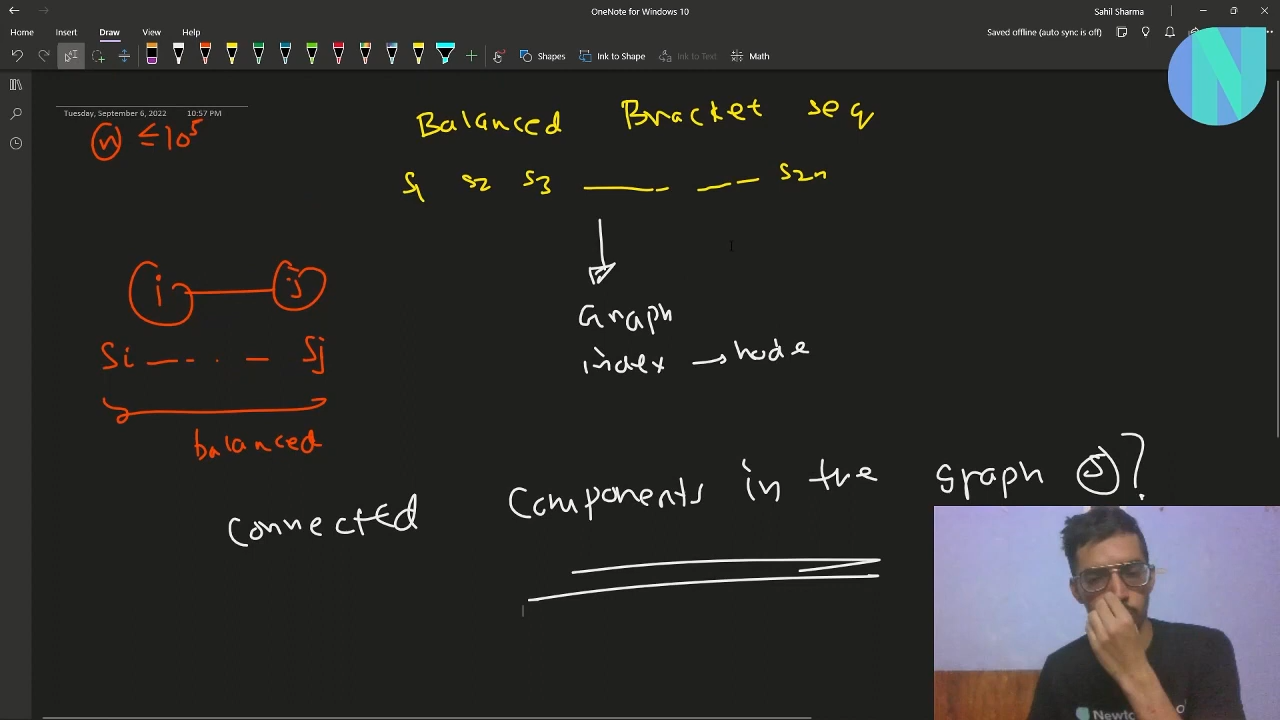 OneNote for Windows 10
Sahil Sharma
Home Insert Draw View Help
Saved offline (auto sync is off)
Shapes Ink to Shape Ink to Text Math
Tuesday, September 6, 2022 10:57 PM
n ≤ 10^5
Balanced Bracket seq
S1 S2 S3 S2n
i j
Graph
index → node
Si - - . - Sj
balanced
connected components in the graph ?